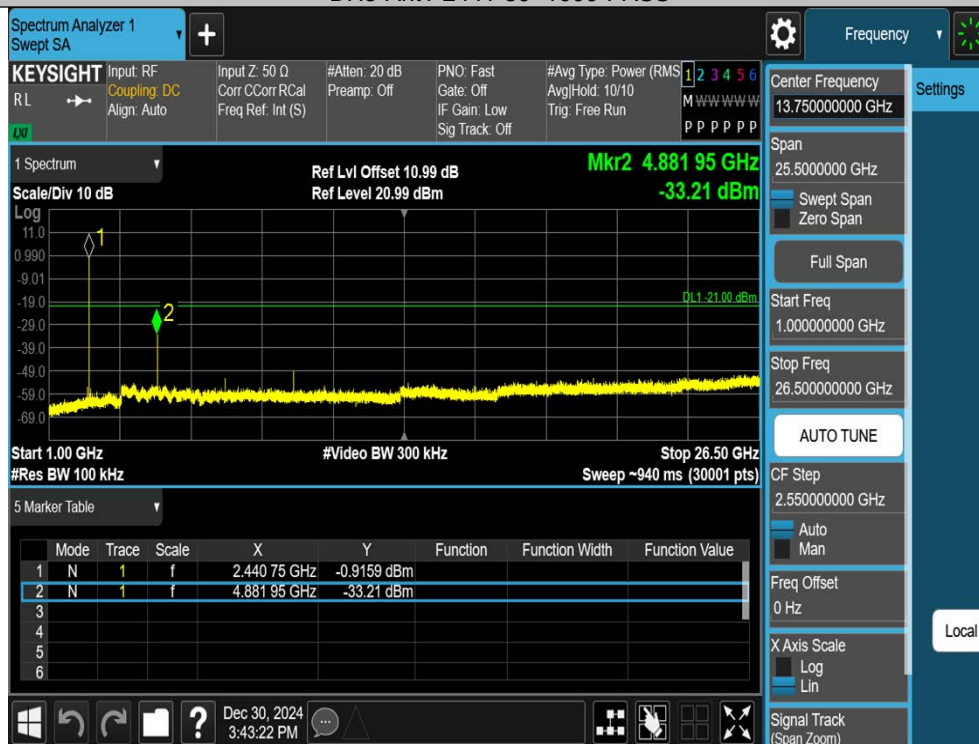 Spectrum Analyzer 1
Swept SA
+
Frequency
KEYSIGHT
RL
LXI
Input: RF
Coupling: DC
Align: Auto
Input Z: 50 Ω
Corr CCorr RCal
Freq Ref: Int (S)
#Atten: 20 dB
Preamp: Off
PNO: Fast
Gate: Off
IF Gain: Low
Sig Track: Off
#Avg Type: Power (RMS
Avg|Hold: 10/10
Trig: Free Run
1 2 3 4 5 6
M W W W W W
P P P P P P
1 Spectrum
Scale/Div 10 dB
Ref Lvl Offset 10.99 dB
Ref Level 20.99 dBm
Mkr2 4.881 95 GHz
-33.21 dBm
Log
11.0
0.990
-9.01
-19.0
-29.0
-39.0
-49.0
-59.0
-69.0
1
2
DL1 -21.00 dBm
Start 1.00 GHz
#Res BW 100 kHz
#Video BW 300 kHz
Stop 26.50 GHz
Sweep ~940 ms (30001 pts)
5 Marker Table
Mode Trace Scale X Y Function Function Width Function Value
1 N 1 f 2.440 75 GHz -0.9159 dBm
2 N 1 f 4.881 95 GHz -33.21 dBm
3
4
5
6
?
Dec 30, 2024
3:43:22 PM
Center Frequency
13.750000000 GHz
Span
25.5000000 GHz
Swept Span
Zero Span
Full Span
Start Freq
1.000000000 GHz
Stop Freq
26.500000000 GHz
AUTO TUNE
CF Step
2.550000000 GHz
Auto
Man
Freq Offset
0 Hz
X Axis Scale
Log
Lin
Signal Track
(Span Zoom)
Settings
Local